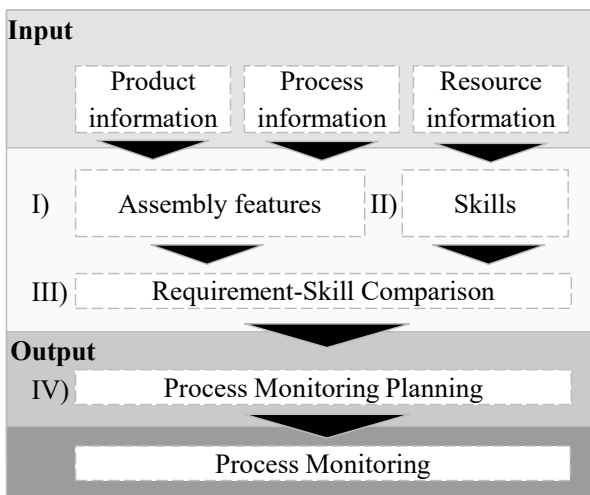 Input
Product information
Process information
Resource information
I) Assembly features
II) Skills
III) Requirement-Skill Comparison
Output
IV) Process Monitoring Planning
Process Monitoring